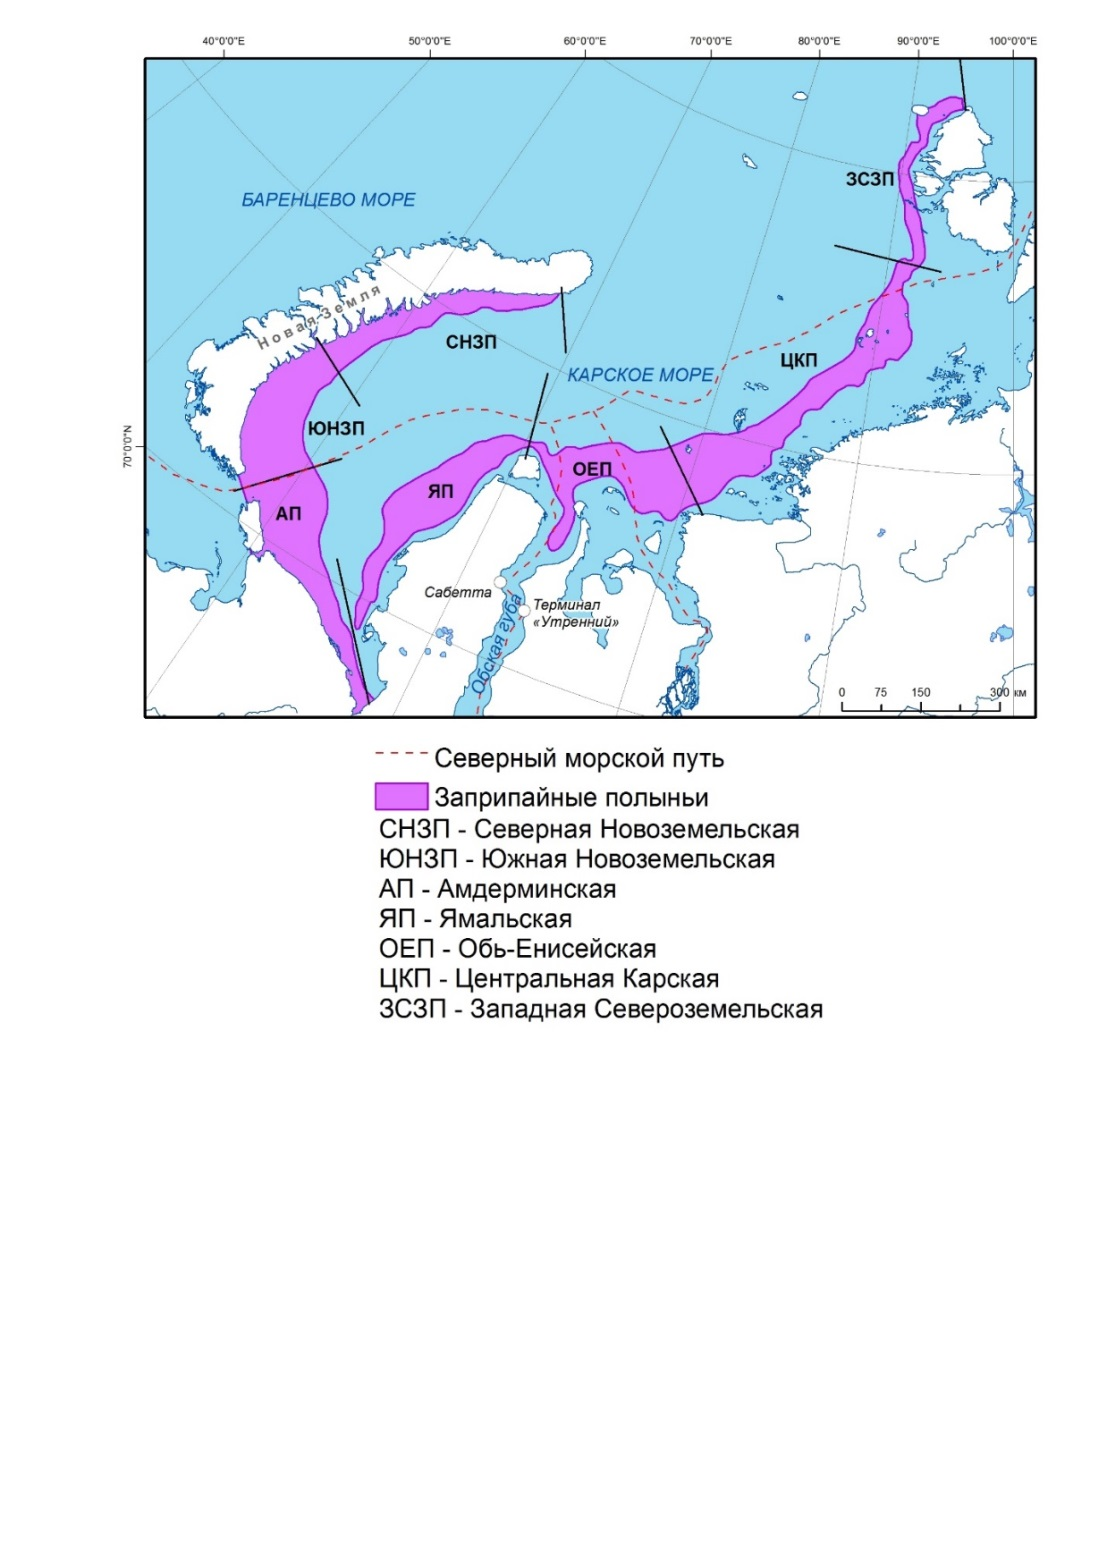 40°0'0"E 50°0'0"E 60°0'0"E 70°0'0"E 80°0'0"E 90°0'0"E 100°0'0"E
ЗСЗП
БАРЕНЦЕВО МОРЕ
Новая Земля
СНЗП
ЦКП
КАРСКОЕ МОРЕ
ЮНЗП
70°0'0"N
ОЕП
ЯП
АП
Сабетта
Терминал
«Утренний»
Обская губа
0 75 150 300 км
Северный морской путь
Заприпайные полыньи
СНЗП - Северная Новоземельская
ЮНЗП - Южная Новоземельская
АП - Амдерминская
ЯП - Ямальская
ОЕП - Обь-Енисейская
ЦКП - Центральная Карская
ЗСЗП - Западная Североземельская